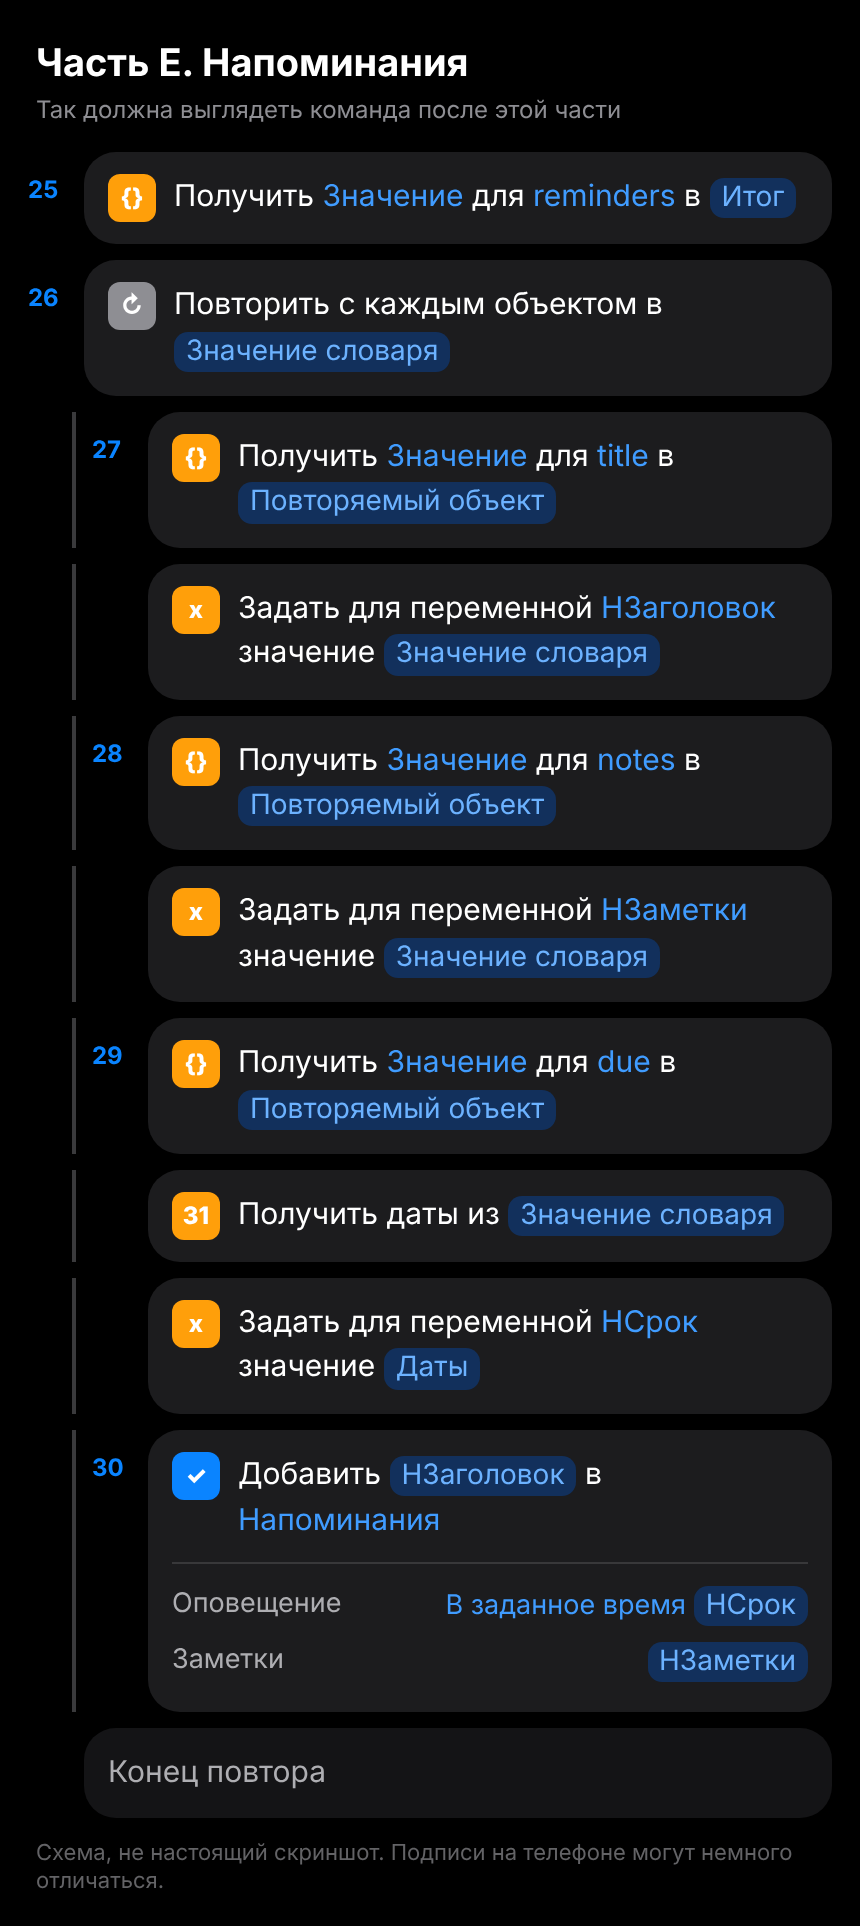 Часть Е. Напоминания
Так должна выглядеть команда после этой части
25
{} Получить Значение для reminders в Итог
26
Повторить с каждым объектом в
Значение словаря
27
{} Получить Значение для title в
Повторяемый объект
x Задать для переменной НЗаголовок
значение Значение словаря
28
{} Получить Значение для notes в
Повторяемый объект
x Задать для переменной НЗаметки
значение Значение словаря
29
{} Получить Значение для due в
Повторяемый объект
31 Получить даты из Значение словаря
x Задать для переменной НСрок
значение Даты
30
Добавить НЗаголовок в
Напоминания
Оповещение В заданное время НСрок
Заметки НЗаметки
Конец повтора
Схема, не настоящий скриншот. Подписи на телефоне могут немного
отличаться.